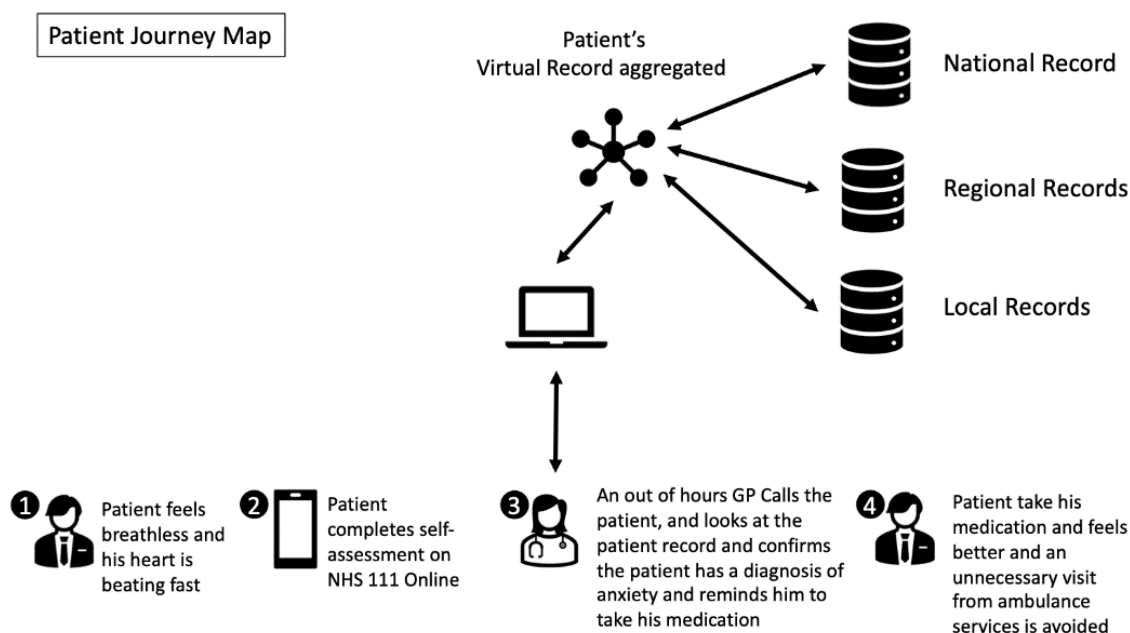 Patient Journey Map
Patient's
Virtual Record aggregated
National Record
Regional Records
Local Records
1
Patient feels
breathless and
his heart is
beating fast
2
Patient
completes self-
assessment on
NHS 111 Online
3
An out of hours GP Calls the
patient, and looks at the
patient record and confirms
the patient has a diagnosis of
anxiety and reminds him to
take his medication
4
Patient take his
medication and feels
better and an
unnecessary visit
from ambulance
services is avoided